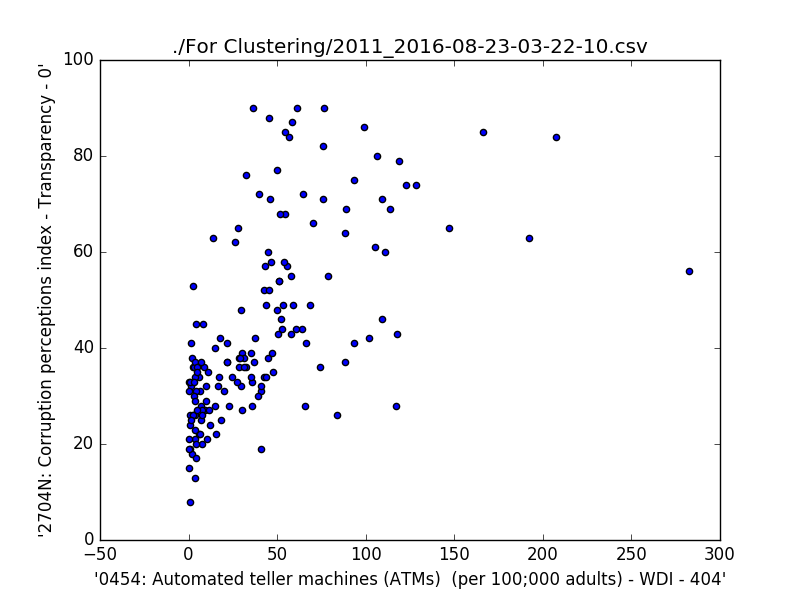 ./For Clustering/2011_2016-08-23-03-22-10.csv
100
80
60
40
20
0
'2704N: Corruption perceptions index - Transparency - 0'
−50 0 50 100 150 200 250 300
'0454: Automated teller machines (ATMs)  (per 100;000 adults) - WDI - 404'